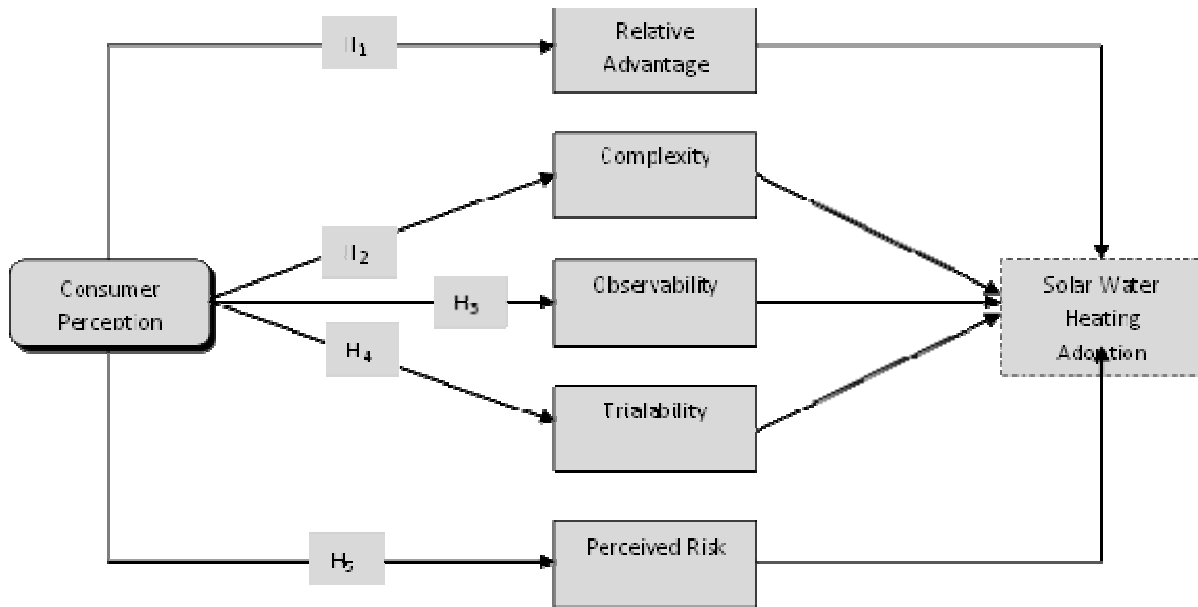 H₁
Relative
Advantage
Complexity
H₂
Consumer
Perception
H₃
Observability
Solar Water
Heating
Adoption
H₄
Trialability
H₅
Perceived Risk